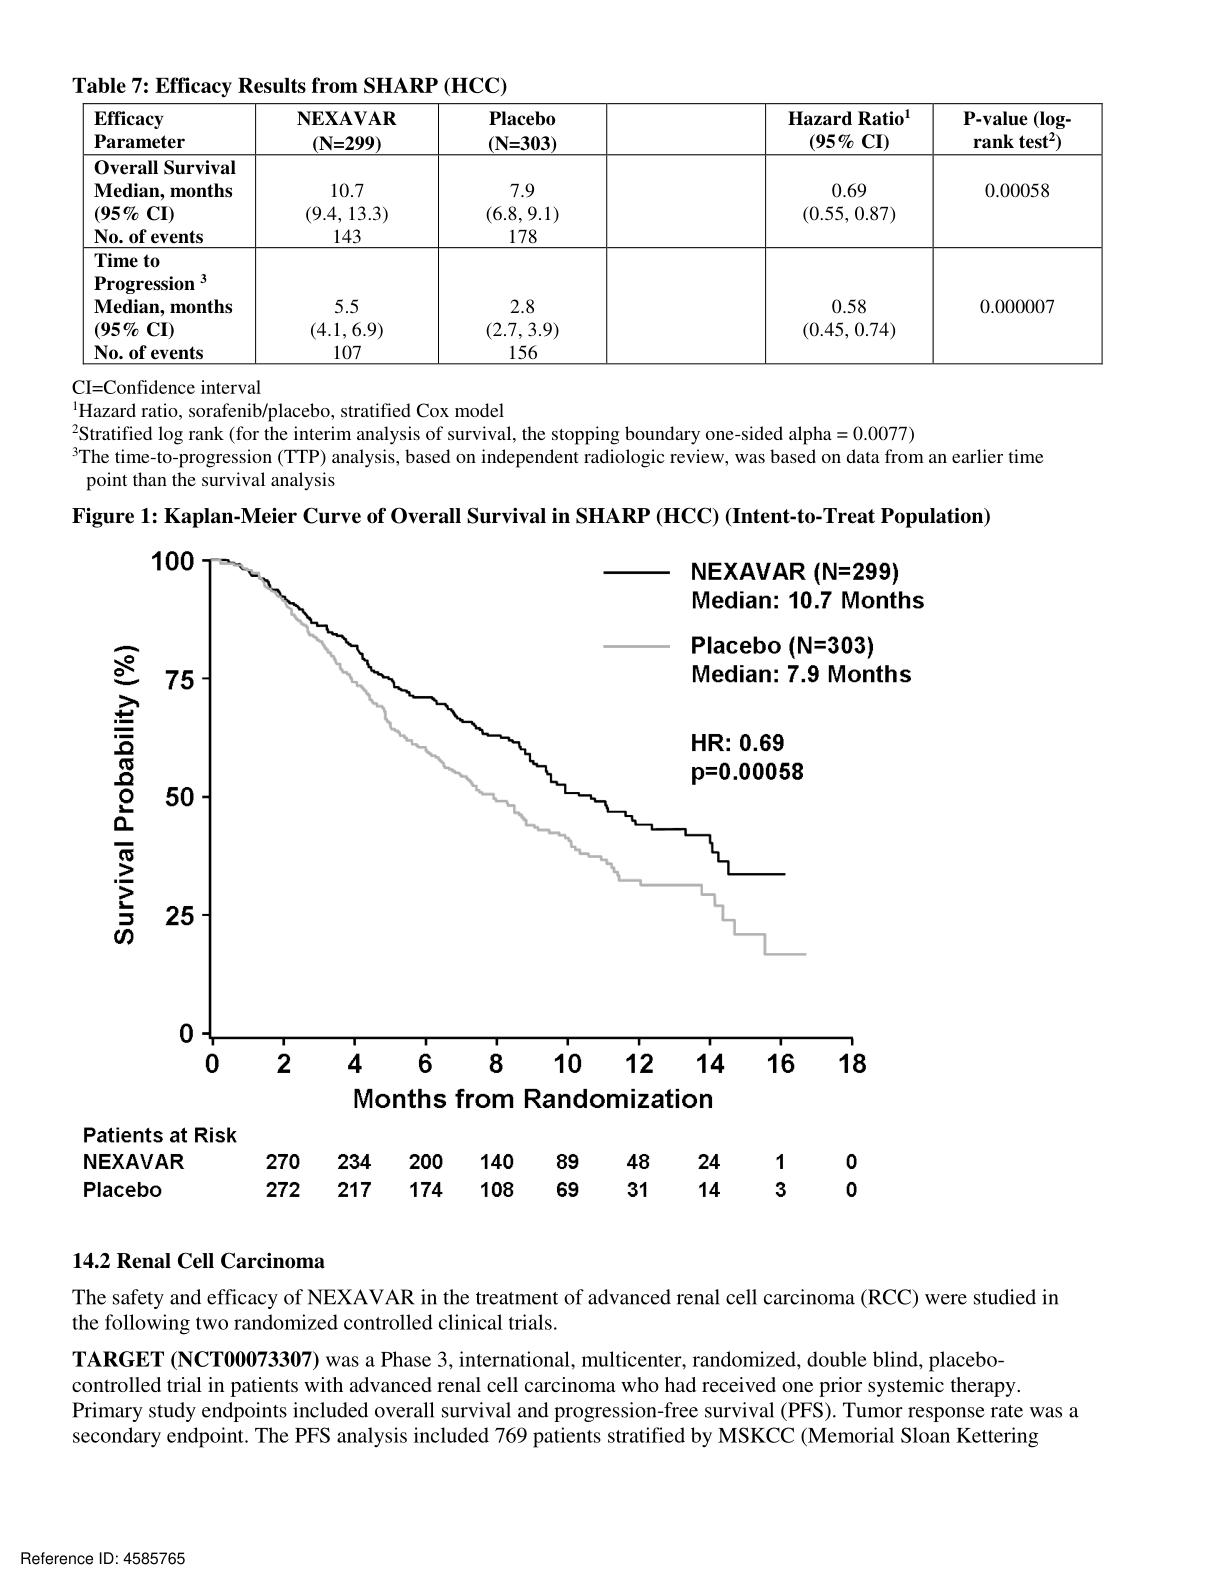 Table 7: Efficacy Results from SHARP (HCC)
Efficacy Parameter NEXAVAR (N=299) Placebo (N=303) Hazard Ratio1 (95% CI) P-value (log-rank test2)
Overall Survival
Median, months 10.7 7.9 0.69 0.00058
(95% CI) (9.4, 13.3) (6.8, 9.1) (0.55, 0.87)
No. of events 143 178
Time to
Progression 3
Median, months 5.5 2.8 0.58 0.000007
(95% CI) (4.1, 6.9) (2.7, 3.9) (0.45, 0.74)
No. of events 107 156
CI=Confidence interval
1Hazard ratio, sorafenib/placebo, stratified Cox model
2Stratified log rank (for the interim analysis of survival, the stopping boundary one-sided alpha = 0.0077)
3The time-to-progression (TTP) analysis, based on independent radiologic review, was based on data from an earlier time
point than the survival analysis
Figure 1: Kaplan-Meier Curve of Overall Survival in SHARP (HCC) (Intent-to-Treat Population)
NEXAVAR (N=299)
Median: 10.7 Months
Placebo (N=303)
Median: 7.9 Months
HR: 0.69
p=0.00058
Survival Probability (%)
100
75
50
25
0
0 2 4 6 8 10 12 14 16 18
Months from Randomization
Patients at Risk
NEXAVAR 270 234 200 140 89 48 24 1 0
Placebo 272 217 174 108 69 31 14 3 0
14.2 Renal Cell Carcinoma
The safety and efficacy of NEXAVAR in the treatment of advanced renal cell carcinoma (RCC) were studied in
the following two randomized controlled clinical trials.
TARGET (NCT00073307) was a Phase 3, international, multicenter, randomized, double blind, placebo-
controlled trial in patients with advanced renal cell carcinoma who had received one prior systemic therapy.
Primary study endpoints included overall survival and progression-free survival (PFS). Tumor response rate was a
secondary endpoint. The PFS analysis included 769 patients stratified by MSKCC (Memorial Sloan Kettering
Reference ID: 4585765